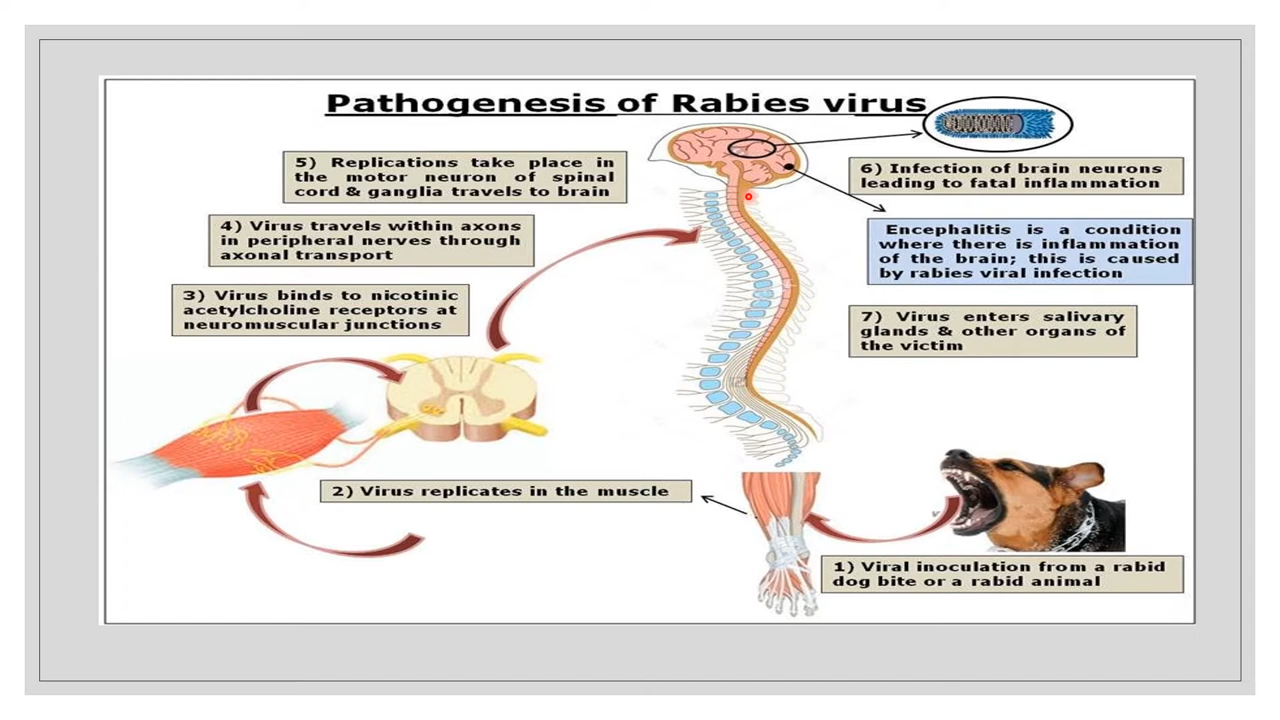 Pathogenesis of Rabies virus
5) Replications take place in
the motor neuron of spinal
cord & ganglia travels to brain
6) Infection of brain neurons
leading to fatal inflammation
4) Virus travels within axons
in peripheral nerves through
axonal transport
Encephalitis is a condition
where there is inflammation
of the brain; this is caused
by rabies viral infection
3) Virus binds to nicotinic
acetylcholine receptors at
neuromuscular junctions
7) Virus enters salivary
glands & other organs of
the victim
2) Virus replicates in the muscle
1) Viral inoculation from a rabid
dog bite or a rabid animal